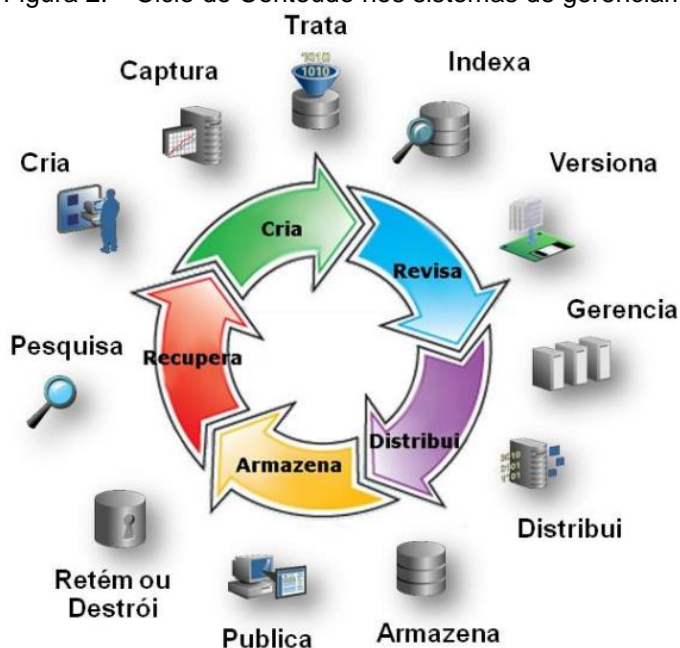 Trata
Captura
Indexa
Cria
Versiona
Cria
Revisa
Gerencia
Pesquisa
Recupera
Distribui
Armazena
Distribui
Retém ou
Destrói
Publica
Armazena